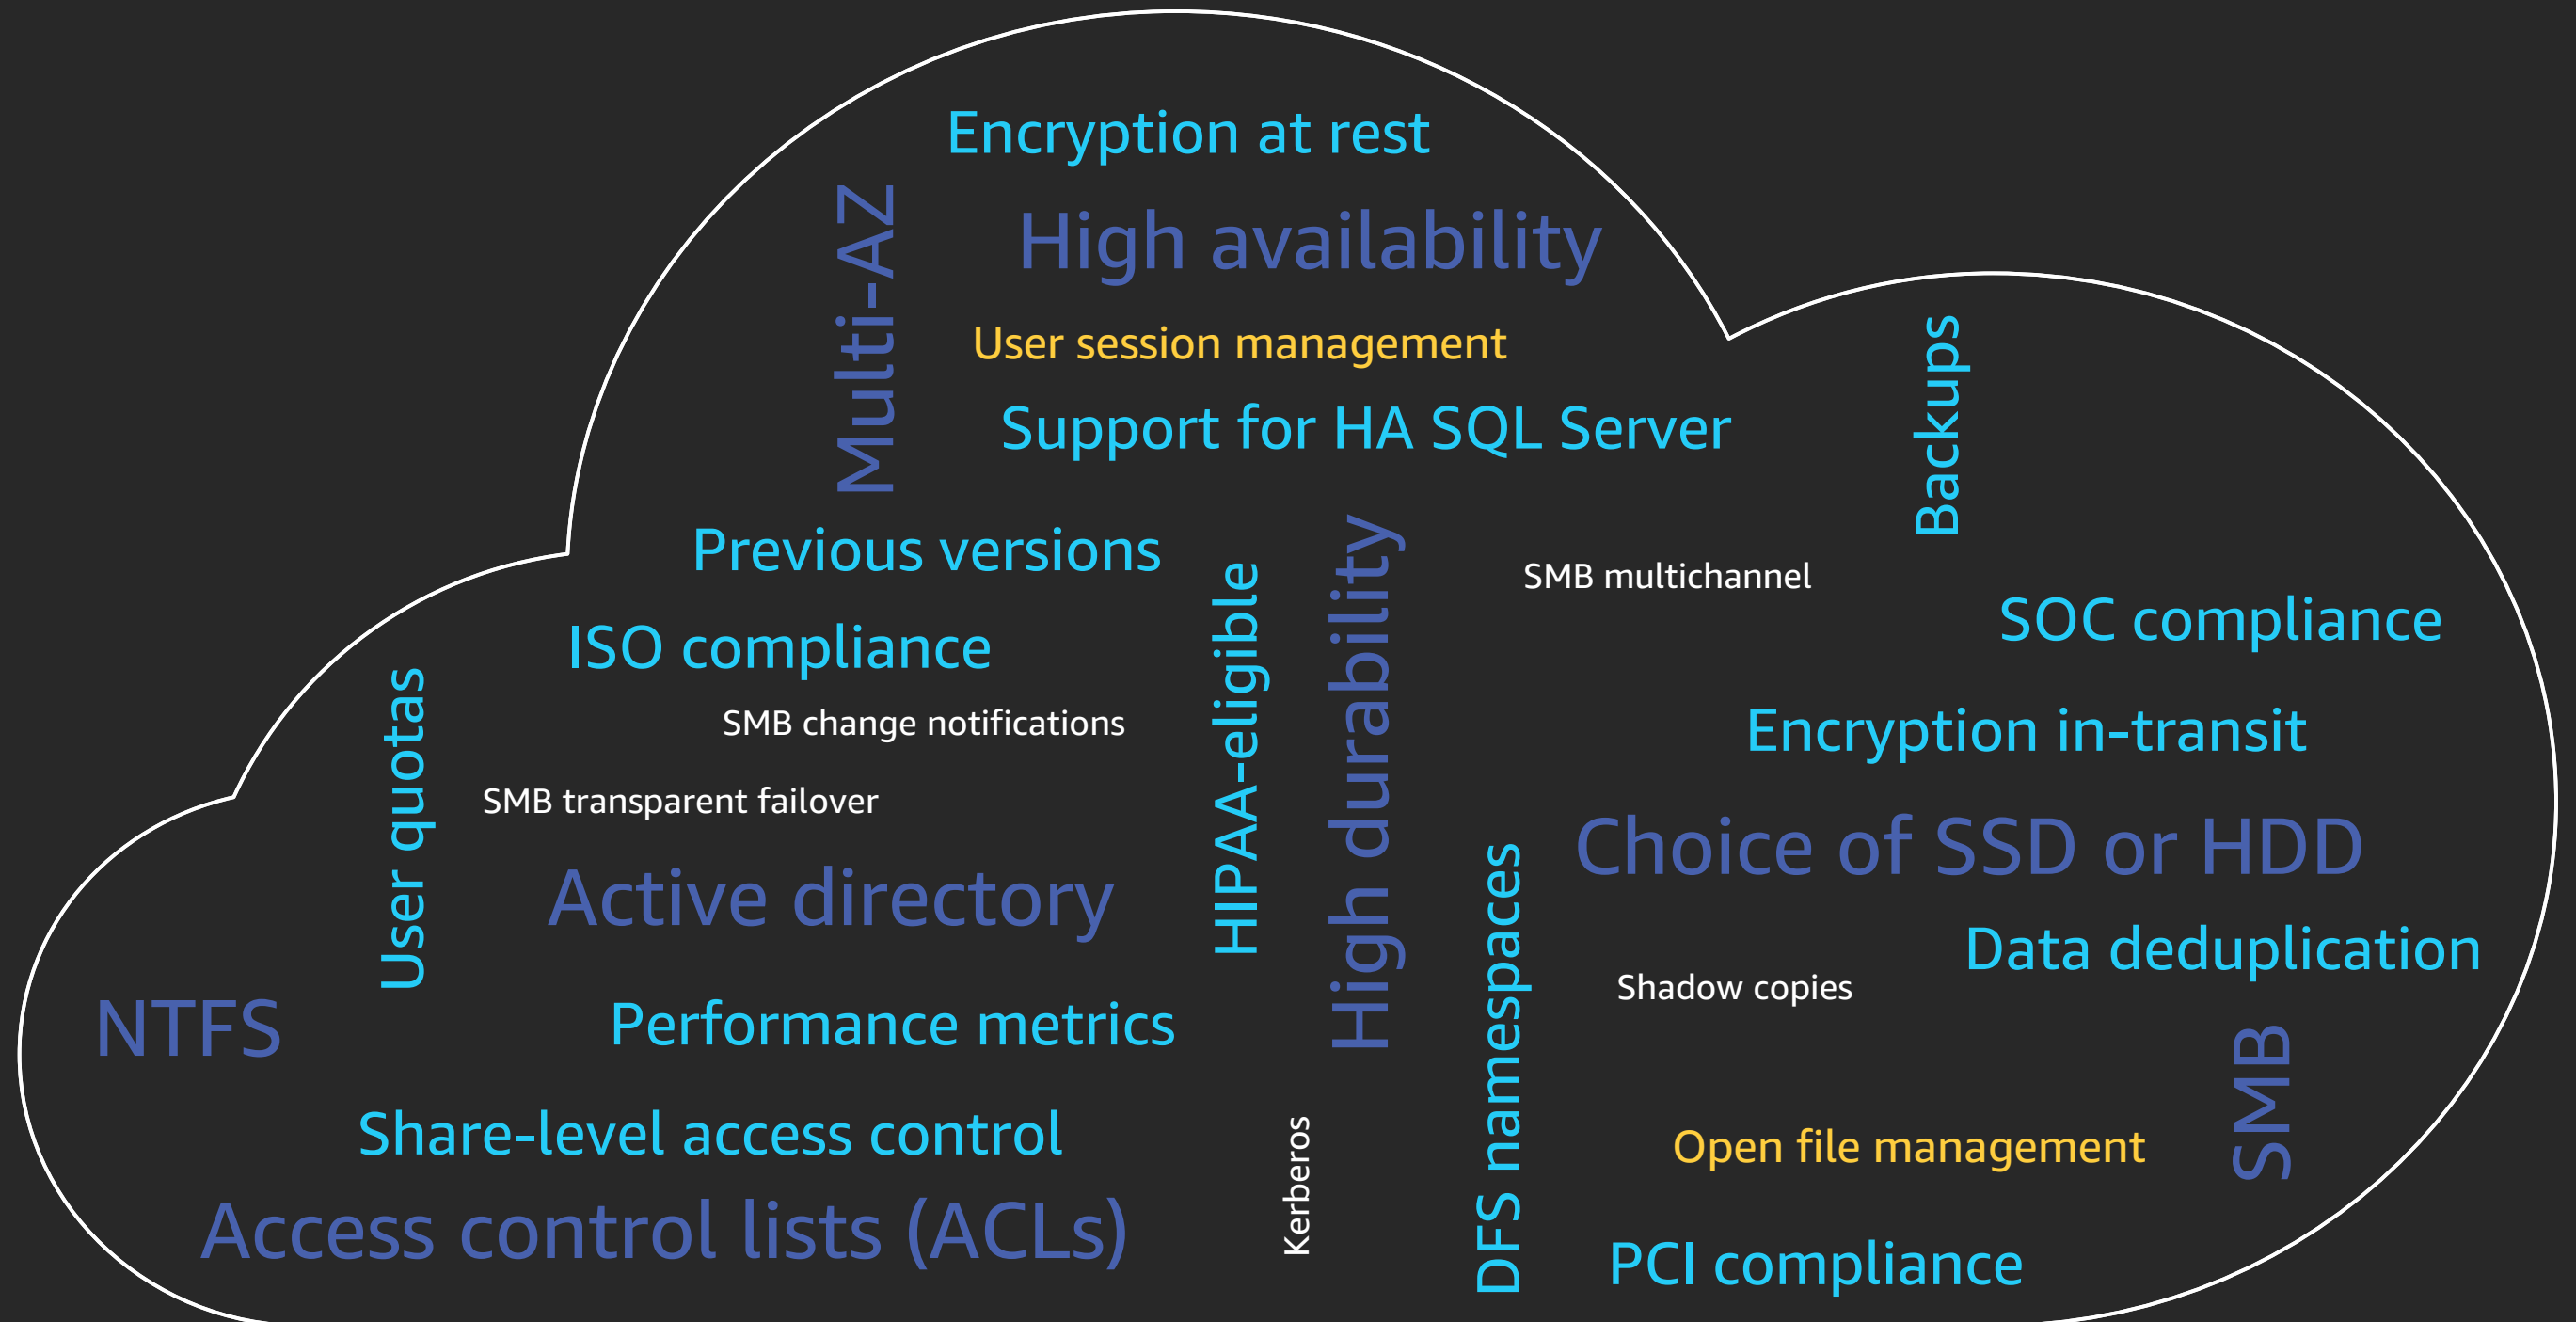 Encryption at rest
Multi-AZ
High availability
User session management
Support for HA SQL Server
Backups
Previous versions
High durability
SMB multichannel
HIPAA-eligible
SOC compliance
ISO compliance
User quotas
SMB change notifications
Encryption in-transit
SMB transparent failover
Choice of SSD or HDD
Active directory
DFS namespaces
Data deduplication
Shadow copies
NTFS
Performance metrics
SMB
Share-level access control
Kerberos
Open file management
Access control lists (ACLs)
PCI compliance